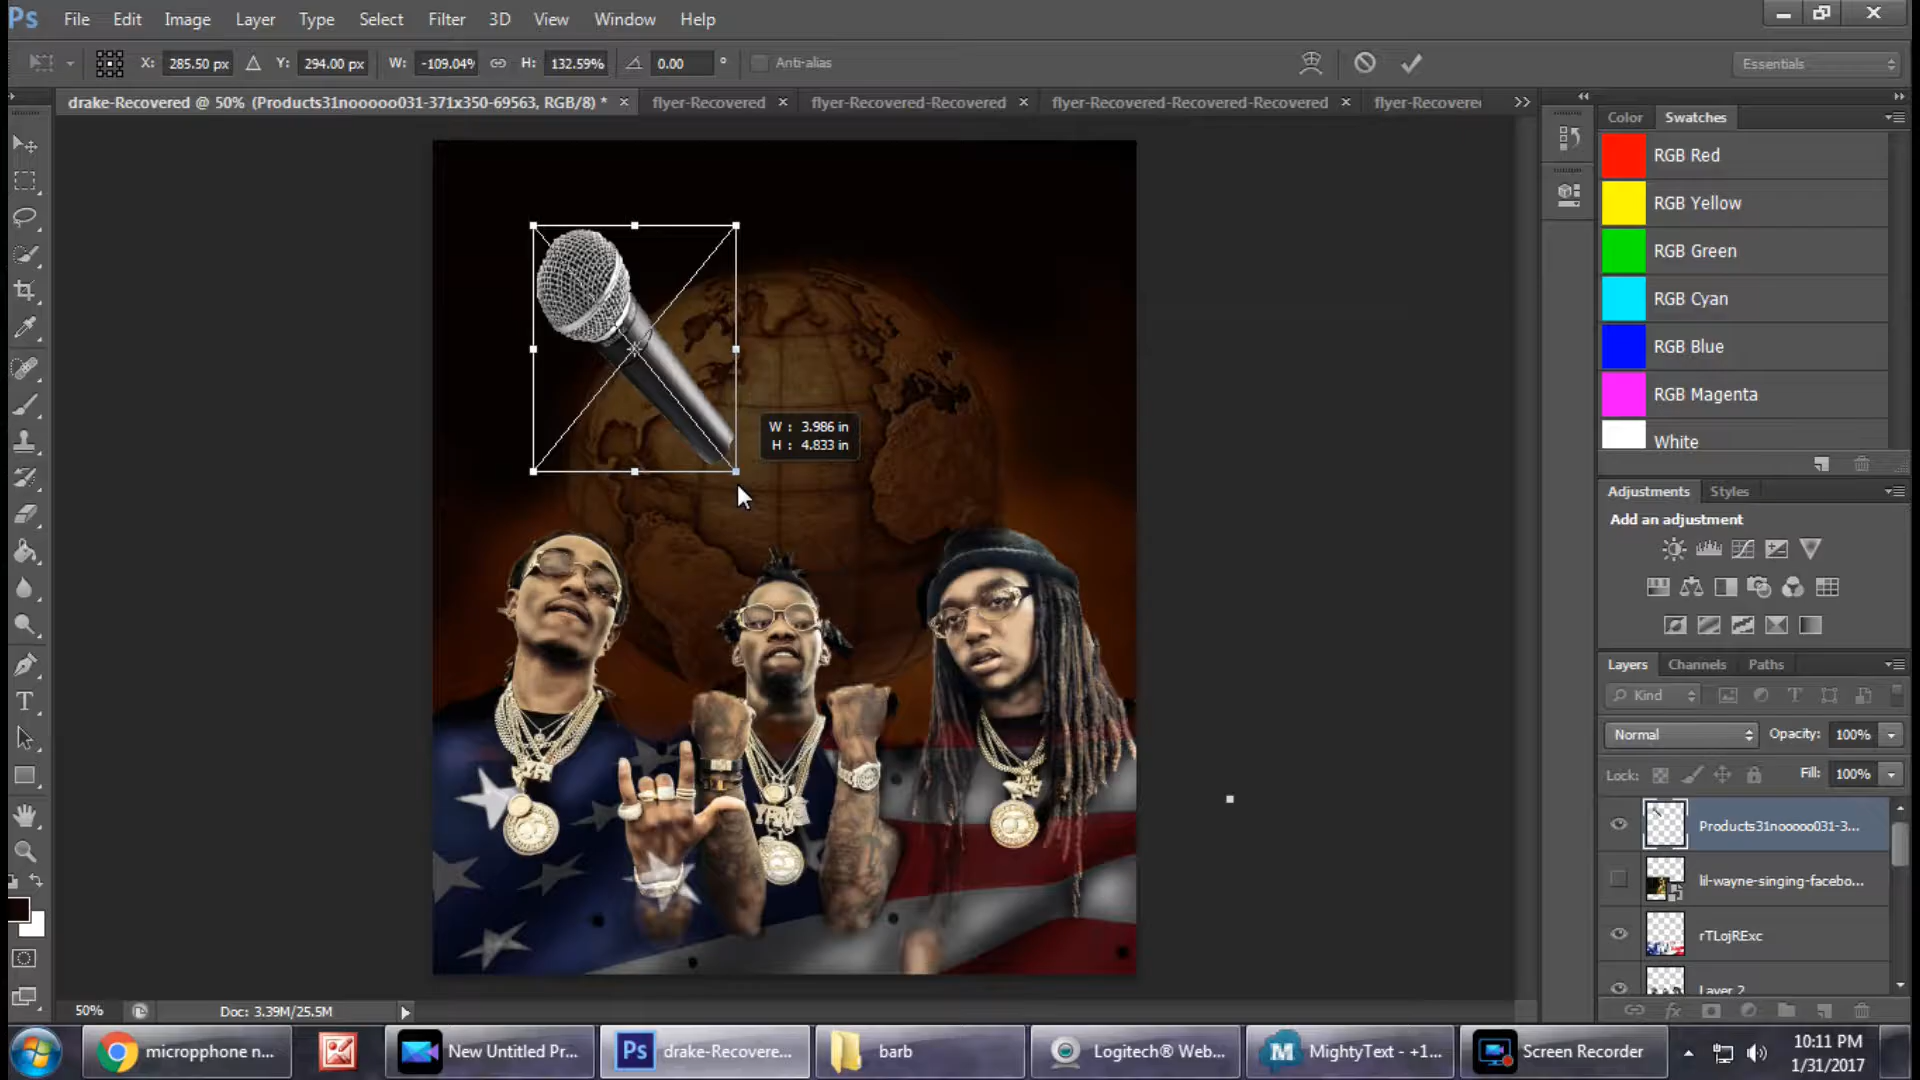 Ps File Edit Image Layer Type Select Filter 3D View Window Help
X: 285.50 px Y: 294.00 px W: -109.04% H: 132.59% 0.00 ° Anti-alias Essentials
drake-Recovered @ 50% (Products31nooooo031-371x350-69563, RGB/8) * × flyer-Recovered × flyer-Recovered-Recovered × flyer-Recovered-Recovered-Recovered × flyer-Recovere
Color Swatches
RGB Red
RGB Yellow
RGB Green
RGB Cyan
RGB Blue
RGB Magenta
White
W : 3.986 in
H : 4.833 in
Adjustments Styles
Add an adjustment
Layers Channels Paths
Kind
Normal Opacity: 100%
Lock: Fill: 100%
Products31nooooo031-3...
lil-wayne-singing-facebo...
rTLojRExc
Layer 2
YRN
50% Doc: 3.39M/25.5M
micropphone n... New Untitled Pr... Ps drake-Recovere... barb Logitech® Web... M MightyText - +1... Screen Recorder
10:11 PM
1/31/2017